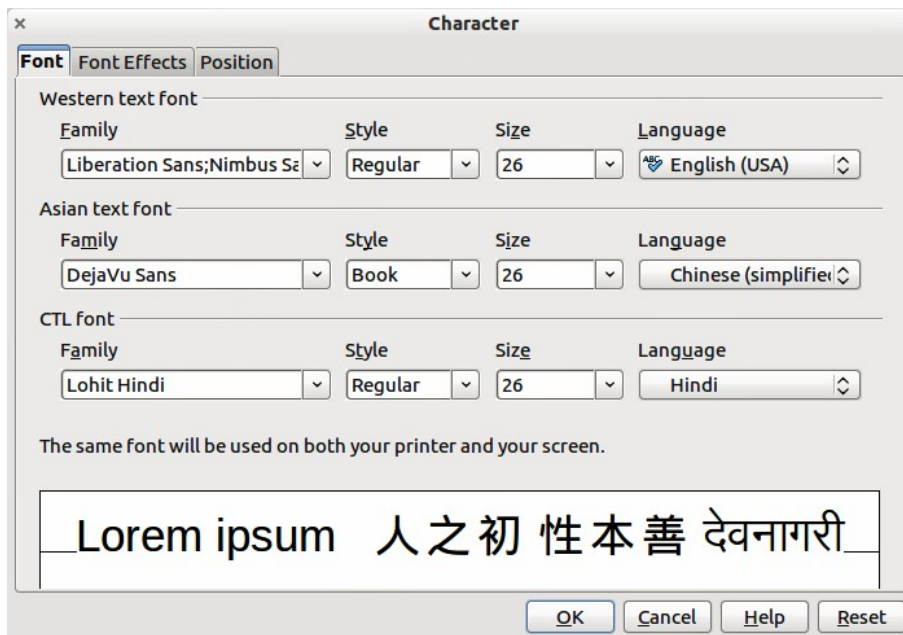 Character
Font Font Effects Position
Western text font
Family Style Size Language
Liberation Sans;Nimbus Sa Regular 26 ABC English (USA)
Asian text font
Family Style Size Language
DejaVu Sans Book 26 Chinese (simplified
CTL font
Family Style Size Language
Lohit Hindi Regular 26 Hindi
The same font will be used on both your printer and your screen.
Lorem ipsum 人之初 性本善 देवनागरी
OK Cancel Help Reset